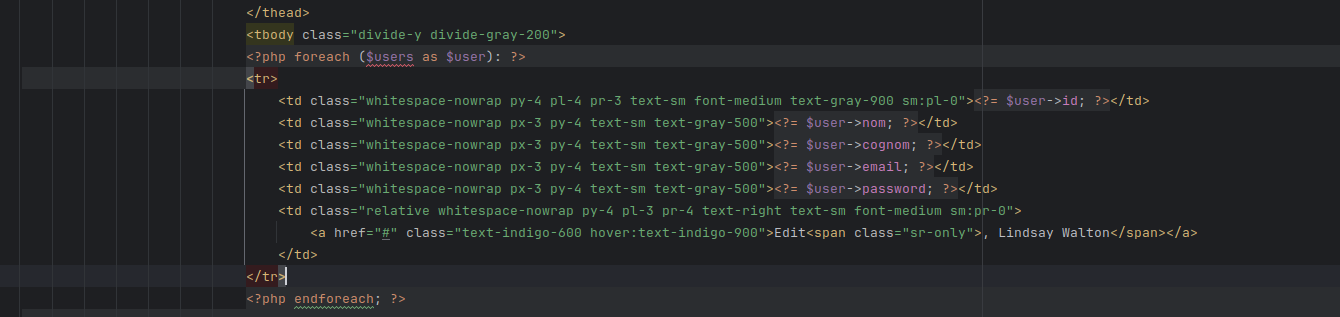 </thead>
<tbody class="divide-y divide-gray-200">
<?php foreach ($users as $user): ?>
<tr>
<td class="whitespace-nowrap py-4 pl-4 pr-3 text-sm font-medium text-gray-900 sm:pl-0"><?= $user->id; ?></td>
<td class="whitespace-nowrap px-3 py-4 text-sm text-gray-500"><?= $user->nom; ?></td>
<td class="whitespace-nowrap px-3 py-4 text-sm text-gray-500"><?= $user->cognom; ?></td>
<td class="whitespace-nowrap px-3 py-4 text-sm text-gray-500"><?= $user->email; ?></td>
<td class="whitespace-nowrap px-3 py-4 text-sm text-gray-500"><?= $user->password; ?></td>
<td class="relative whitespace-nowrap py-4 pl-3 pr-4 text-right text-sm font-medium sm:pr-0">
<a href="#" class="text-indigo-600 hover:text-indigo-900">Edit<span class="sr-only">, Lindsay Walton</span></a>
</td>
</tr>
<?php endforeach; ?>